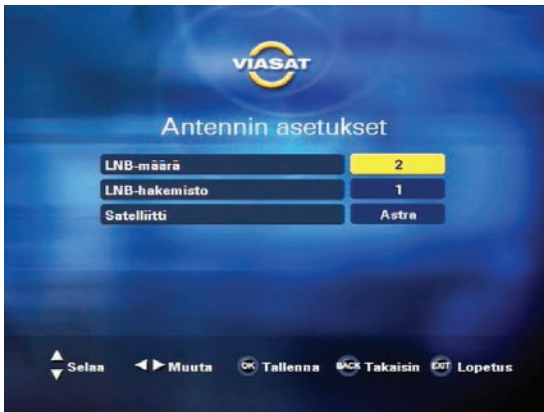 VIASAT
Antennin asetukset
LNB-määrä 2
LNB-hakemisto 1
Satelliitti Astra
Selaa Muuta OK Tallenna BACK Takaisin EXIT Lopetus